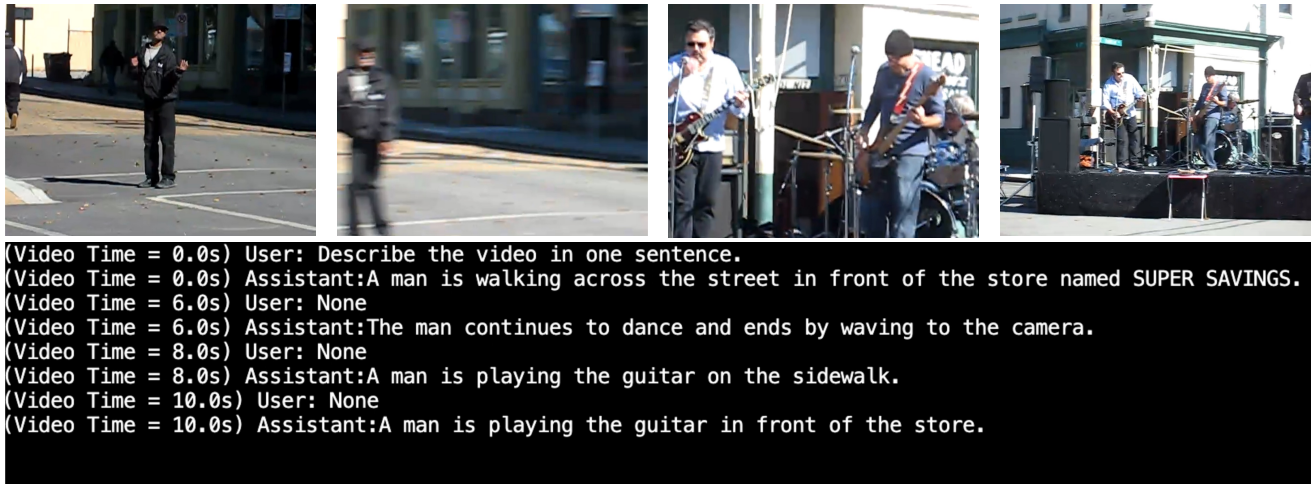 HEAD
(Video Time = 0.0s) User: Describe the video in one sentence.
(Video Time = 0.0s) Assistant:A man is walking across the street in front of the store named SUPER SAVINGS.
(Video Time = 6.0s) User: None
(Video Time = 6.0s) Assistant:The man continues to dance and ends by waving to the camera.
(Video Time = 8.0s) User: None
(Video Time = 8.0s) Assistant:A man is playing the guitar on the sidewalk.
(Video Time = 10.0s) User: None
(Video Time = 10.0s) Assistant:A man is playing the guitar in front of the store.